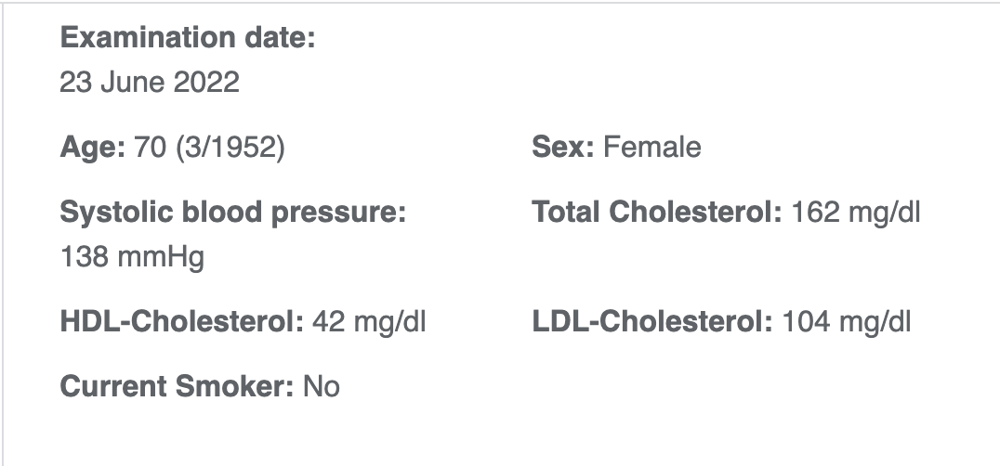 Examination date:
23 June 2022
Age: 70 (3/1952)
Sex: Female
Systolic blood pressure:
138 mmHg
Total Cholesterol: 162 mg/dl
HDL-Cholesterol: 42 mg/dl
LDL-Cholesterol: 104 mg/dl
Current Smoker: No